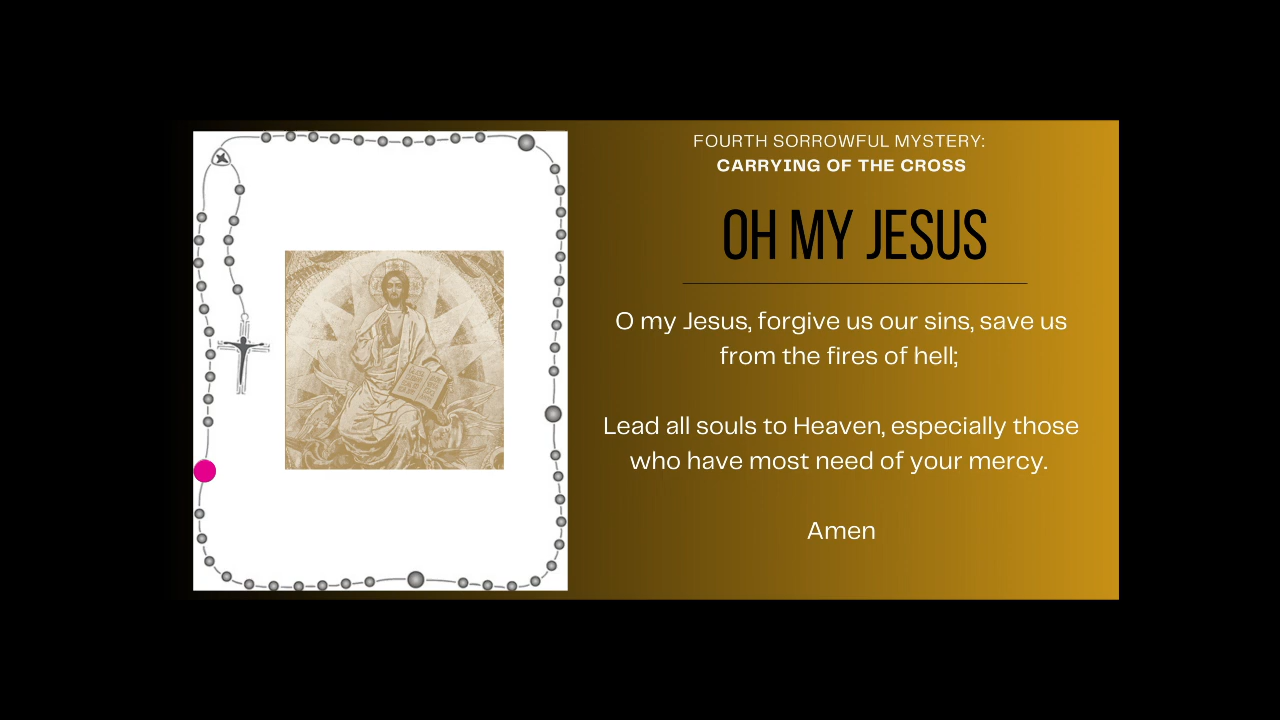 FOURTH SORROWFUL MYSTERY:
CARRYING OF THE CROSS
OH MY JESUS
O my Jesus, forgive us our sins, save us
from the fires of hell;
Lead all souls to Heaven, especially those
who have most need of your mercy.
Amen